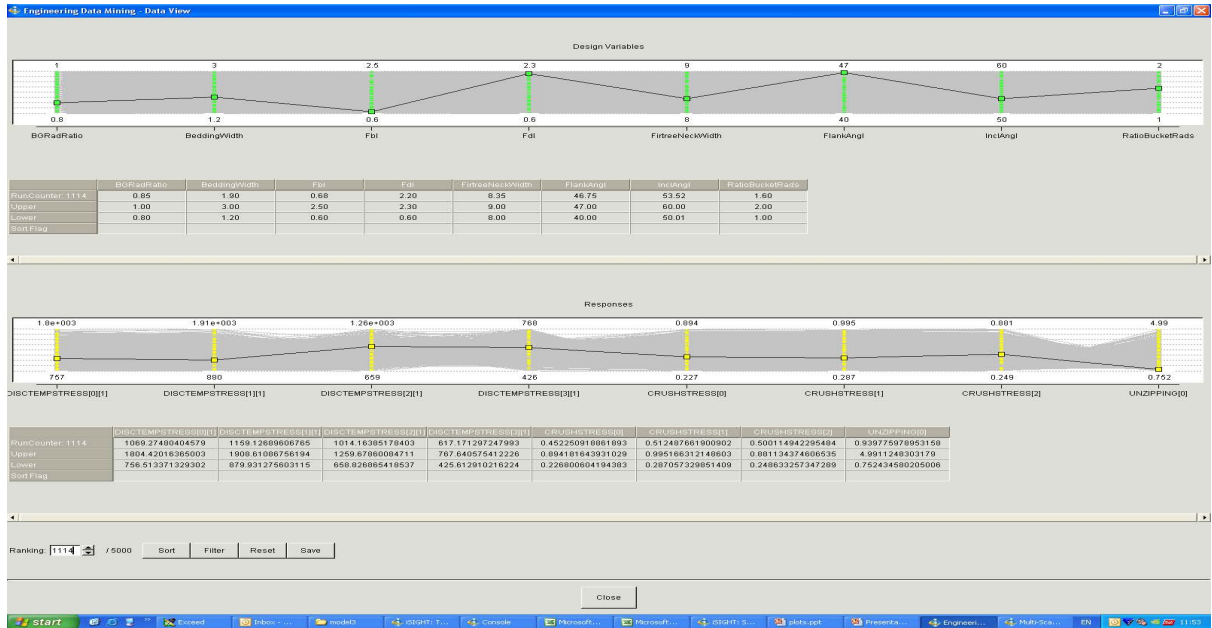 Engineering Data Mining - Data View
Design Variables
1 3 2.5 2.3 9 47 60 2
0.8 1.2 0.6 0.6 8 40 50 1
BGRadRatio BeddingWidth Fbl Fdl FirtreeNeckWidth FlankAngl InclAngl RatioBucketRads
BGRadRatio BeddingWidth Fbl Fdl FirtreeNeckWidth FlankAngl InclAngl RatioBucketRads
RunCounter: 1114 0.85 1.90 0.68 2.20 8.35 46.75 53.52 1.60
Upper 1.00 3.00 2.50 2.30 9.00 47.00 60.00 2.00
Lower 0.80 1.20 0.60 0.60 8.00 40.00 50.01 1.00
Sort Flag
Responses
1.8e+003 1.91e+003 1.26e+003 768 0.894 0.995 0.881 4.99
757 880 659 426 0.227 0.287 0.249 0.752
DISCTEMPSTRESS[0][1] DISCTEMPSTRESS[1][1] DISCTEMPSTRESS[2][1] DISCTEMPSTRESS[3][1] CRUSHSTRESS[0] CRUSHSTRESS[1] CRUSHSTRESS[2] UNZIPPING[0]
DISCTEMPSTRESS[0][1] DISCTEMPSTRESS[1][1] DISCTEMPSTRESS[2][1] DISCTEMPSTRESS[3][1] CRUSHSTRESS[0] CRUSHSTRESS[1] CRUSHSTRESS[2] UNZIPPING[0]
RunCounter: 1114 1069.27480404579 1159.12689606765 1014.16385178403 617.171297247993 0.452250918861893 0.512487661900902 0.500114942295484 0.939775978953158
Upper 1804.42016365003 1908.61086756194 1259.67860084711 767.640575412226 0.894181643931029 0.995166312148603 0.881134374606535 4.9911248303179
Lower 756.513371329302 879.931275603115 658.826865418537 425.612910216224 0.226800604194383 0.287057329851409 0.248633257347289 0.752434580205006
Sort Flag
Ranking: 1114 / 5000 Sort Filter Reset Save
Close
start Exceed Inbox - ... model3 iSIGHT: T... Console Microsoft... Microsoft... iSIGHT: S... plots.ppt Presenta... Engineeri... Multi-Sca... EN 11:53